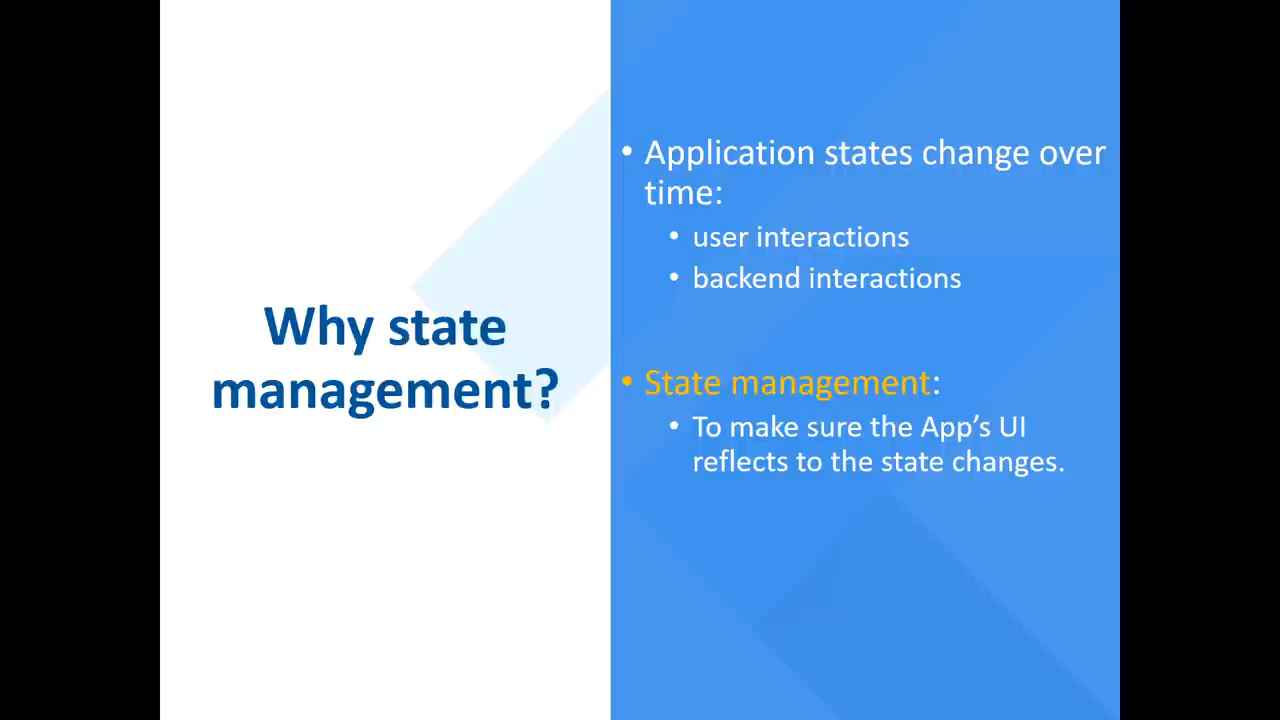 Why state
management?
• Application states change over
time:
• user interactions
• backend interactions
• State management:
• To make sure the App’s UI
reflects to the state changes.